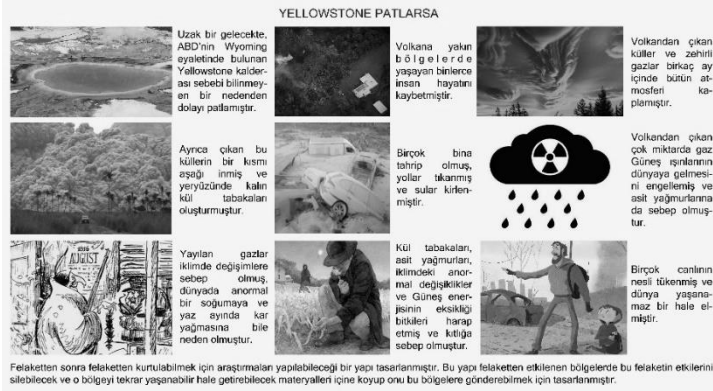 YELLOWSTONE PATLARSA
Uzak bir gelecekte,
ABD'nin Wyoming
eyaletinde bulunan
Yellowstone kalder-
ası sebebi bilinmey-
en bir nedenden
dolayı patlamıştır.
Volkana yakın
bölgelerde
yaşayan binlerce
insan hayatını
kaybetmiştir.
Volkandan çıkan
küller ve zehirli
gazlar birkaç ay
içinde bütün at-
mosferi ka-
plamıştır.
Ayrıca çıkan bu
küllerin bir kısmı
aşağı inmiş ve
yeryüzünde kalın
kül tabakaları
oluşturmuştur.
Birçok bina
tahrip olmuş,
yollar tıkanmış
ve sular kirlen-
miştir.
Volkandan çıkan
çok miktarda gaz
Güneş ışınlarının
dünyaya gelmesi-
ni engellemiş ve
asit yağmurlarına
da sebep olmuş-
tur.
AUGUST
Yayılan gazlar
iklimde değişimlere
sebep olmuş,
dünyada anormal
bir soğumaya ve
yaz ayında kar
yağmasına bile
neden olmuştur.
Kül tabakaları,
asit yağmurları,
iklimdeki anor-
mal değişiklikler
ve Güneş ener-
jisinin eksikliği
bitkileri harap
etmiş ve kıtlığa
sebep olmuştur.
Birçok canlının
nesli tükenmiş ve
dünya yaşana-
maz bir hale el-
miştir.
Felaketten sonra felaketten kurtulabilmek için araştırmaları yapılabileceği bir yapı tasarlanmıştır. Bu yapı felaketten etkilenen bölgelerde bu felaketin etkilerini
silebilecek ve o bölgeyi tekrar yaşanabilir hale getirebilecek materyalleri içine koyup onu bu bölgelere gönderebilmek için tasarlanmıştır.